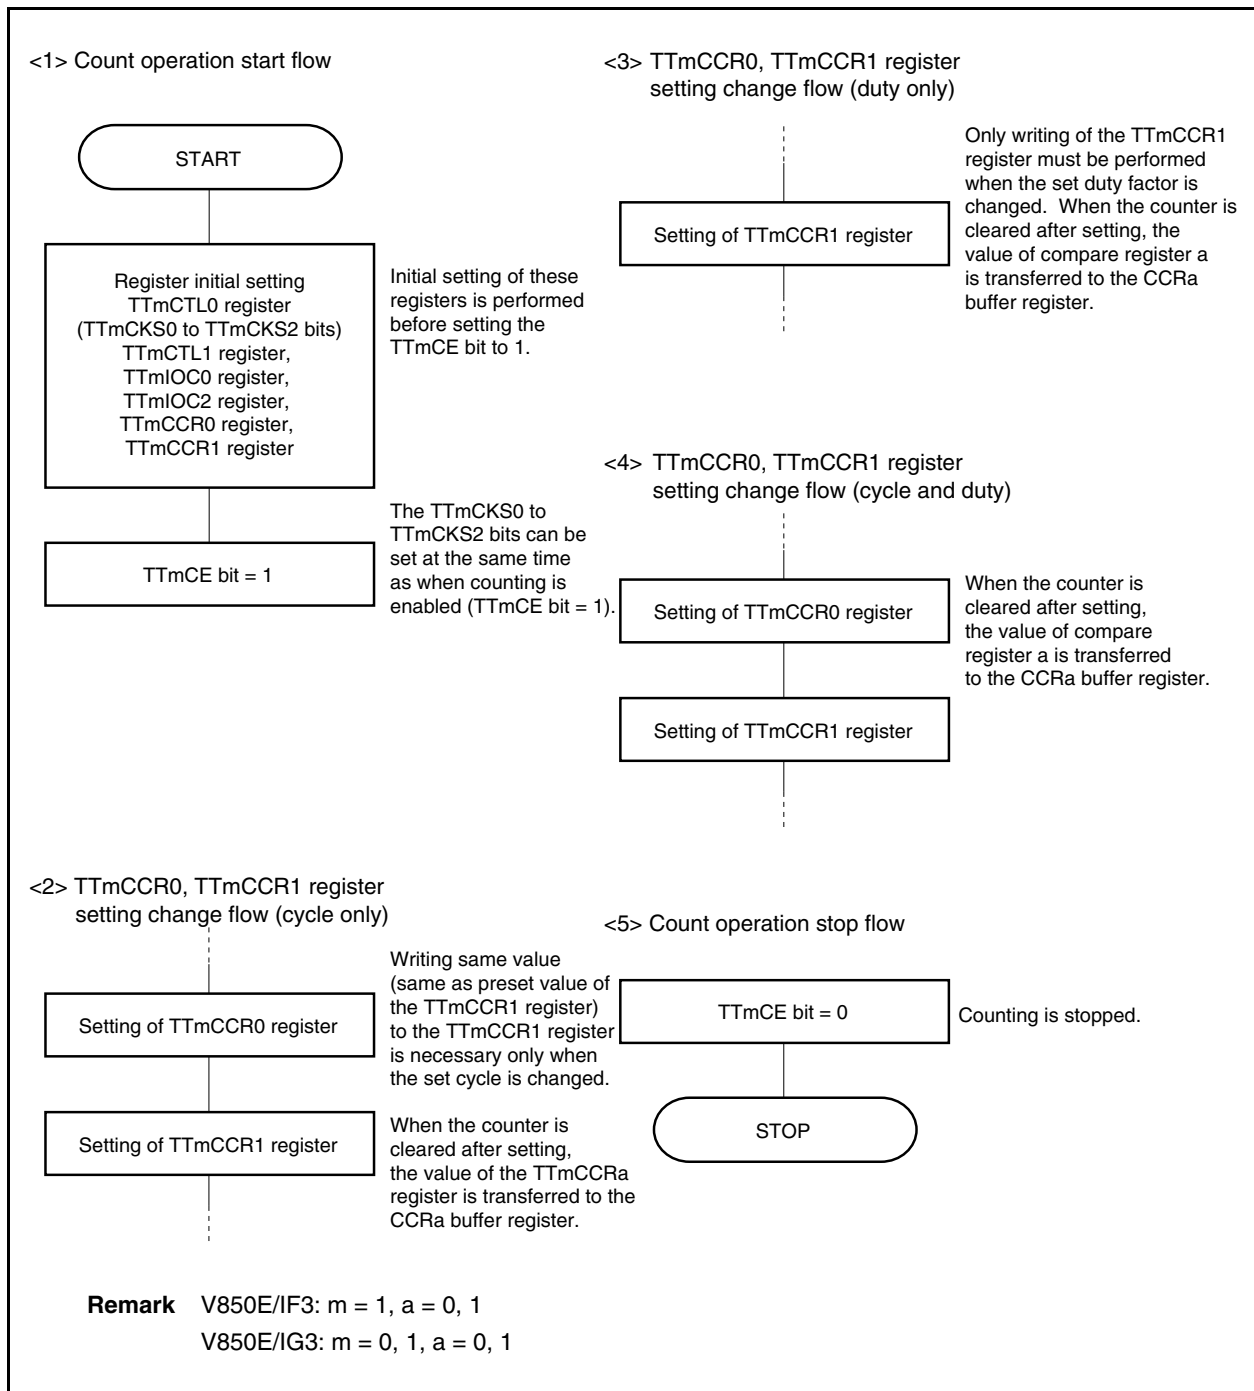 <1> Count operation start flow
START
Register initial setting
TTmCTL0 register
(TTmCKS0 to TTmCKS2 bits)
TTmCTL1 register,
TTmIOC0 register,
TTmIOC2 register,
TTmCCR0 register,
TTmCCR1 register
Initial setting of these
registers is performed
before setting the
TTmCE bit to 1.
TTmCE bit = 1
The TTmCKS0 to
TTmCKS2 bits can be
set at the same time
as when counting is
enabled (TTmCE bit = 1).
<2> TTmCCR0, TTmCCR1 register
setting change flow (cycle only)
Setting of TTmCCR0 register
Writing same value
(same as preset value of
the TTmCCR1 register)
to the TTmCCR1 register
is necessary only when
the set cycle is changed.
Setting of TTmCCR1 register
When the counter is
cleared after setting,
the value of the TTmCCRa
register is transferred to the
CCRa buffer register.
<3> TTmCCR0, TTmCCR1 register
setting change flow (duty only)
Setting of TTmCCR1 register
Only writing of the TTmCCR1
register must be performed
when the set duty factor is
changed. When the counter is
cleared after setting, the
value of compare register a
is transferred to the CCRa
buffer register.
<4> TTmCCR0, TTmCCR1 register
setting change flow (cycle and duty)
Setting of TTmCCR0 register
When the counter is
cleared after setting,
the value of compare
register a is transferred
to the CCRa buffer register.
Setting of TTmCCR1 register
<5> Count operation stop flow
TTmCE bit = 0
Counting is stopped.
STOP
Remark V850E/IF3: m = 1, a = 0, 1
V850E/IG3: m = 0, 1, a = 0, 1